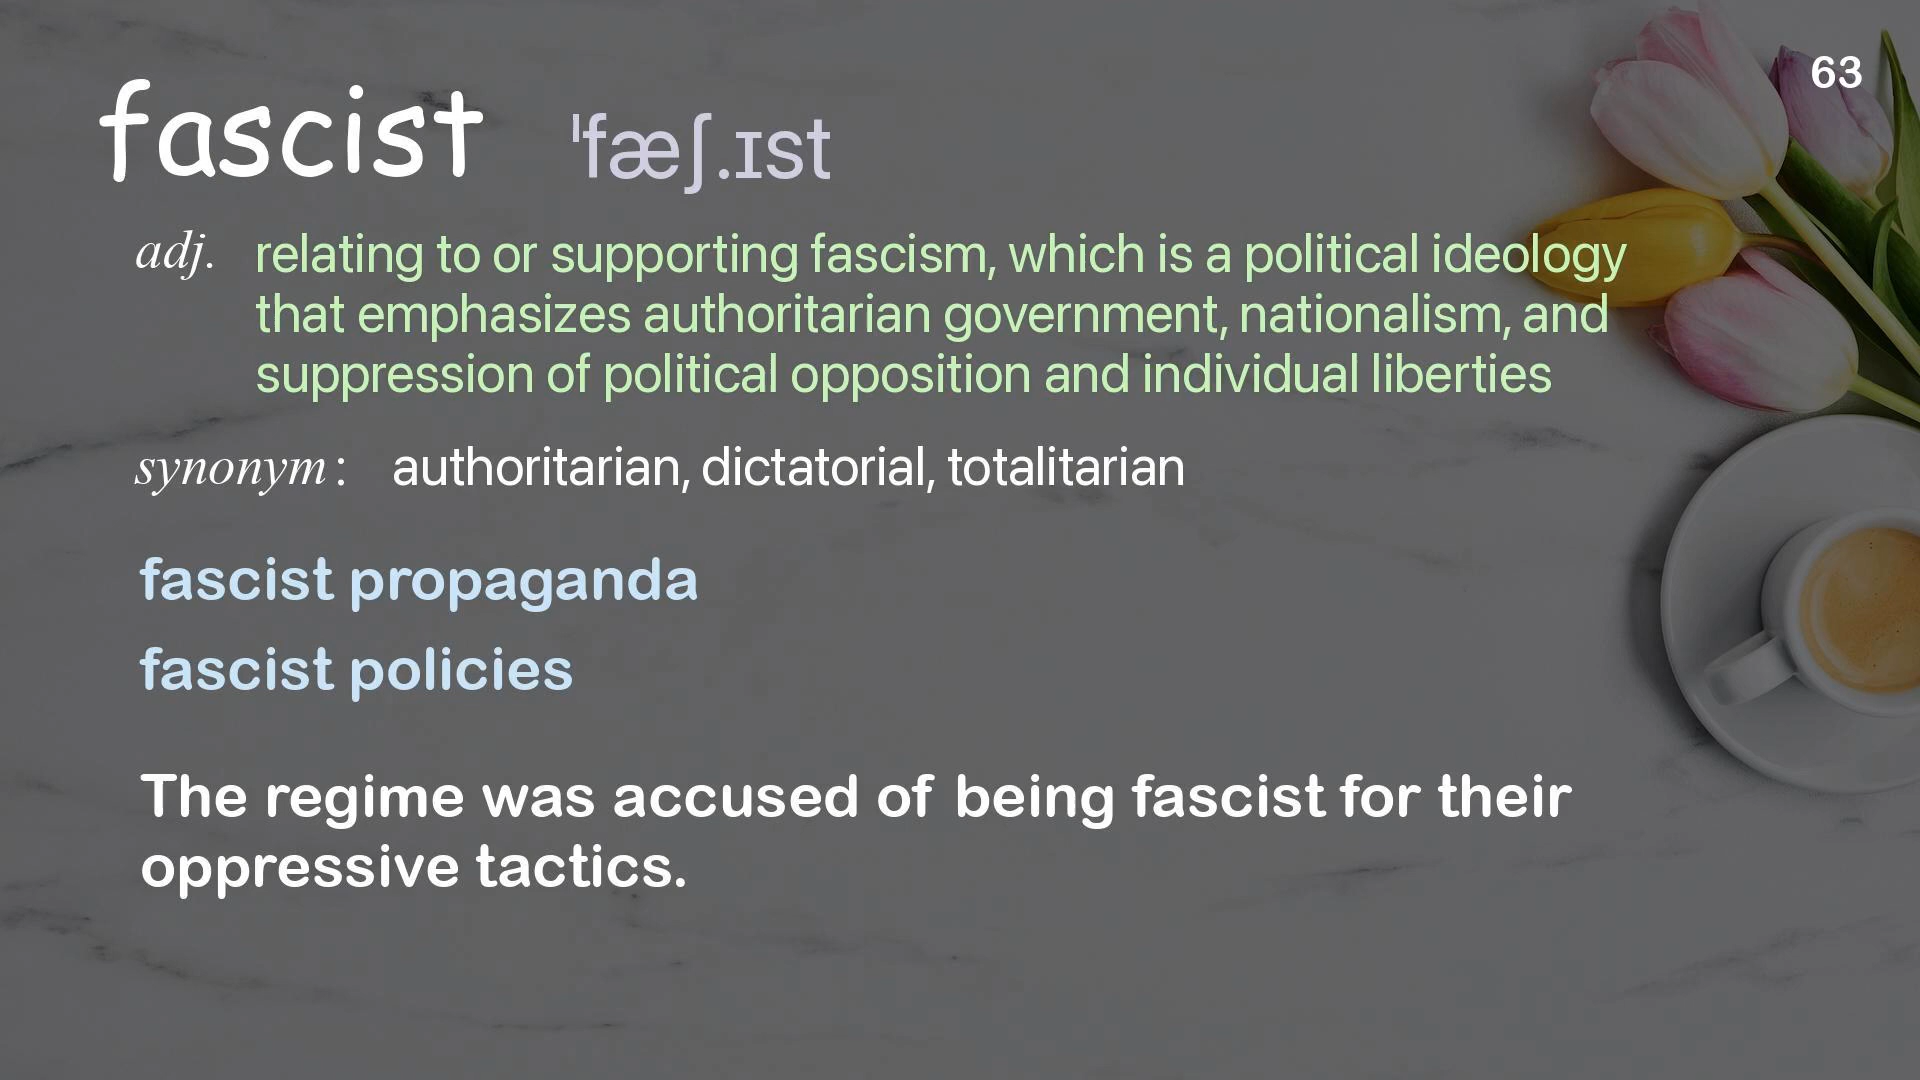 63
fascist ˈfæʃ.ɪst
adj. relating to or supporting fascism, which is a political ideology
that emphasizes authoritarian government, nationalism, and
suppression of political opposition and individual liberties
synonym: authoritarian, dictatorial, totalitarian
fascist propaganda
fascist policies
The regime was accused of being fascist for their
oppressive tactics.